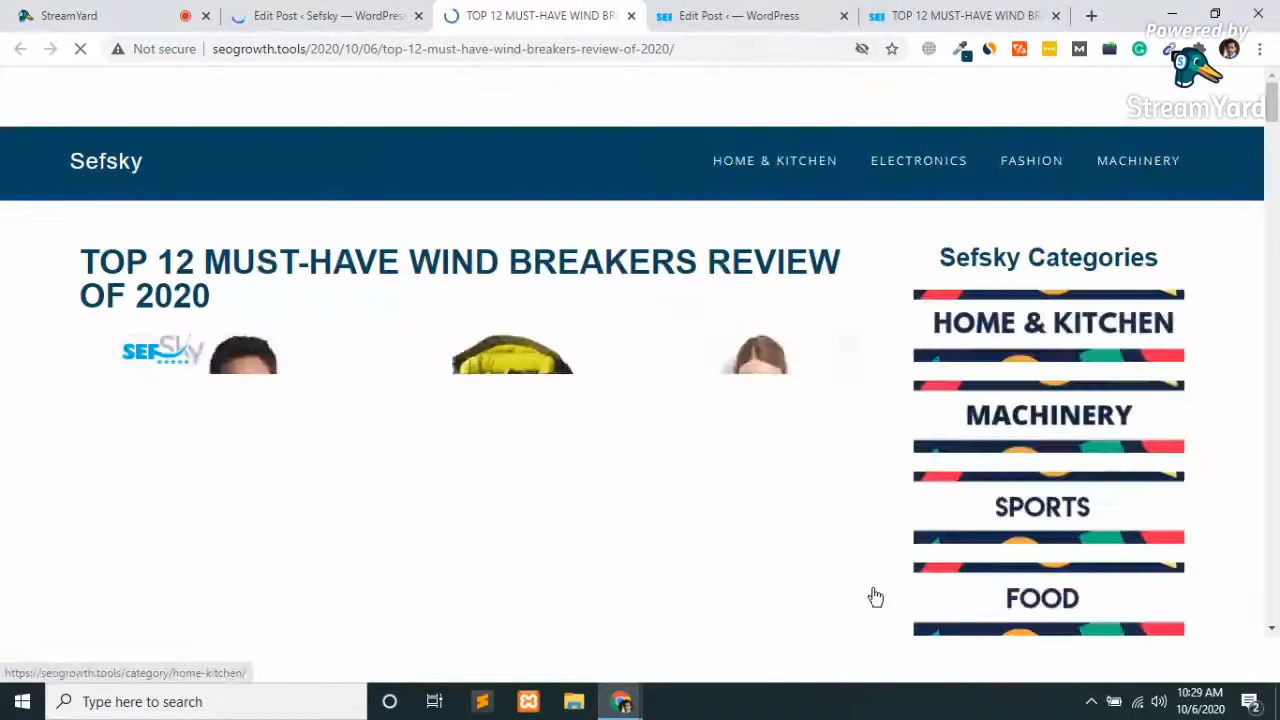 StreamYard
Edit Post ‹ Sefsky — WordPress
TOP 12 MUST-HAVE WIND BR
Edit Post ‹ — WordPress
TOP 12 MUST-HAVE WIND BR
Not secure
seogrowth.tools/2020/10/06/top-12-must-have-wind-breakers-review-of-2020/
Powered by
StreamYard
Sefsky
HOME & KITCHEN
ELECTRONICS
FASHION
MACHINERY
TOP 12 MUST-HAVE WIND BREAKERS REVIEW
OF 2020
Sefsky Categories
SEFSky
HOME & KITCHEN
MACHINERY
SPORTS
FOOD
https://seogrowth.tools/category/home-kitchen/
Type here to search
10:29 AM
10/6/2020
2